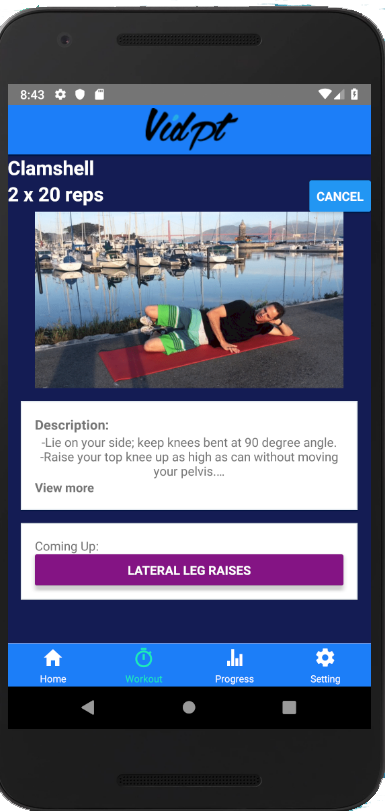 8:43
Vidpt
Clamshell
2 x 20 reps
CANCEL
Description:
-Lie on your side; keep knees bent at 90 degree angle.
-Raise your top knee up as high as can without moving
your pelvis....
View more
Coming Up:
LATERAL LEG RAISES
Home
Workout
Progress
Setting